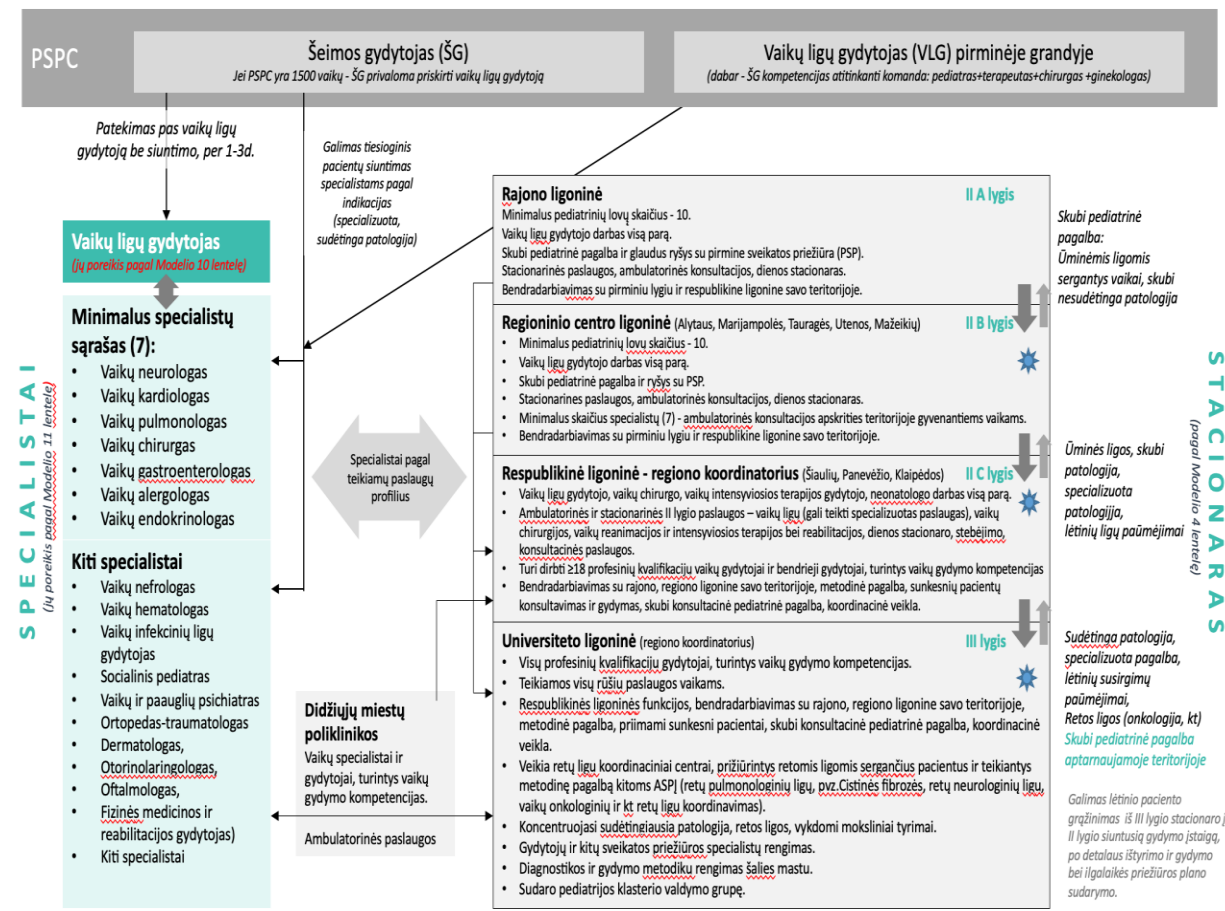 PSPC
Šeimos gydytojas (ŠG)
Jei PSPC yra 1500 vaikų - ŠG privaloma priskirti vaikų ligų gydytoją
Vaikų ligų gydytojas (VLG) pirminėje grandyje
(dabar - ŠG kompetencijas atitinkanti komanda: pediatras+terapeutas+chirurgas +ginekologas)
Patekimas pas vaikų ligų
gydytoją be siuntimo, per 1-3d.
Galimas tiesioginis
pacientų siuntimas
specialistams pagal
indikacijas
(specializuota,
sudėtinga patologija)
Vaikų ligų gydytojas
(jų poreikis pagal Modelio 10 lentelę)
Minimalus specialistų
sąrašas (7):
• Vaikų neurologas
• Vaikų kardiologas
• Vaikų pulmonologas
• Vaikų chirurgas
• Vaikų gastroenterologas
• Vaikų alergologas
• Vaikų endokrinologas
Kiti specialistai
• Vaikų nefrologas
• Vaikų hematologas
• Vaikų infekcinių ligų
gydytojas
• Socialinis pediatras
• Vaikų ir paauglių psichiatras
• Ortopedas-traumatologas
• Dermatologas,
• Otorinolaringologas,
• Oftalmologas,
• Fizinės medicinos ir
reabilitacijos gydytojas)
• Kiti specialistai
SPECIALISTAI
(jų poreikis pagal Modelio 11 lentelę)
Specialistai pagal
teikiamų paslaugų
profilius
Didžiųjų miestų
poliklinikos
Vaikų specialistai ir
gydytojai, turintys vaikų
gydymo kompetencijas.
Ambulatorinės paslaugos
Rajono ligoninė
II A lygis
Minimalus pediatrinių lovų skaičius - 10.
Vaikų ligų gydytojo darbas visą parą.
Skubi pediatrinė pagalba ir glaudus ryšys su pirmine sveikatos priežiūra (PSP).
Stacionarinės paslaugos, ambulatorinės konsultacijos, dienos stacionaras.
Bendradarbiavimas su pirminiu lygiu ir respublikine ligonine savo teritorijoje.
Regioninio centro ligoninė (Alytaus, Marijampolės, Tauragės, Utenos, Mažeikių)
II B lygis
• Minimalus pediatrinių lovų skaičius - 10.
• Vaikų ligų gydytojo darbas visą parą.
• Skubi pediatrinė pagalba ir ryšys su PSP.
• Stacionarines paslaugos, ambulatorinės konsultacijos, dienos stacionaras.
• Minimalus skaičius specialistų (7) - ambulatorinės konsultacijos apskrities teritorijoje gyvenantiems vaikams.
• Bendradarbiavimas su pirminiu lygiu ir respublikine ligonine savo teritorijoje.
Respublikinė ligoninė - regiono koordinatorius (Šiaulių, Panevėžio, Klaipėdos)
II C lygis
• Vaikų ligų gydytojo, vaikų chirurgo, vaikų intensyviosios terapijos gydytojo, neonatologo darbas visą parą.
• Ambulatorinės ir stacionarinės II lygio paslaugos – vaikų ligų (gali teikti specializuotas paslaugas), vaikų
chirurgijos, vaikų reanimacijos ir intensyviosios terapijos bei reabilitacijos, dienos stacionaro, stebėjimo,
konsultacinės paslaugos.
• Turi dirbti ≥18 profesinių kvalifikacijų vaikų gydytojai ir bendrieji gydytojai, turintys vaikų gydymo kompetencijas
• Bendradarbiavimas su rajono, regiono ligonine savo teritorijoje, metodinė pagalba, sunkesnių pacientų
konsultavimas ir gydymas, skubi konsultacinė pediatrinė pagalba, koordinacinė veikla.
Universiteto ligoninė (regiono koordinatorius)
III lygis
• Visų profesinių kvalifikacijų gydytojai, turintys vaikų gydymo kompetencijas.
• Teikiamos visų rūšių paslaugos vaikams.
• Respublikinės ligoninės funkcijos, bendradarbiavimas su rajono, regiono ligonine savo teritorijoje,
metodinė pagalba, priimami sunkesni pacientai, skubi konsultacinė pediatrinė pagalba, koordinacinė
veikla.
• Veikia retų ligų koordinaciniai centrai, prižiūrintys retomis ligomis sergančius pacientus ir teikiantys
metodinę pagalbą kitoms ASPĮ (retų pulmonologinių ligų, pvz.Cistinės fibrozės, retų neurologinių ligų,
vaikų onkologinių ir kt retų ligų koordinavimas).
• Koncentruojasi sudėtingiausia patologija, retos ligos, vykdomi moksliniai tyrimai.
• Gydytojų ir kitų sveikatos priežiūros specialistų rengimas.
• Diagnostikos ir gydymo metodikų rengimas šalies mastu.
• Sudaro pediatrijos klasterio valdymo grupę.
Skubi pediatrinė
pagalba:
Ūminėmis ligomis
sergantys vaikai, skubi
nesudėtinga patologija
Ūminės ligos, skubi
patologija,
specializuota
patologijja,
lėtinių ligų paūmėjimai
Sudėtinga patologija,
specializuota pagalba,
lėtinių susirgimų
paūmėjimai,
Retos ligos (onkologija, kt)
Skubi pediatrinė pagalba
aptarnaujamoje teritorijoje
Galimas lėtinio paciento
grąžinimas iš III lygio stacionaro į
II lygio siuntusią gydymo įstaigą,
po detalaus ištyrimo ir gydymo
bei ilgalaikės priežiūros plano
sudarymo.
STACIONARAS
(pagal Modelio 4 lentelę)